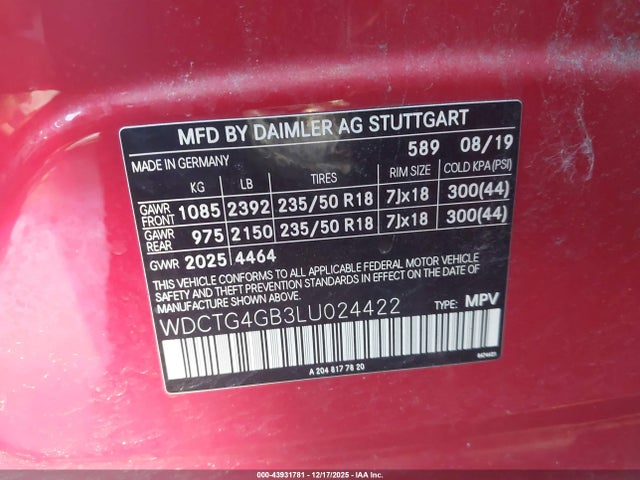 MFD BY DAIMLER AG STUTTGART
589 08/19
MADE IN GERMANY
KG LB TIRES RIM SIZE COLD KPA(PSI)
GAWR FRONT 1085 2392 235/50 R18 7Jx18 300(44)
GAWR REAR 975 2150 235/50 R18 7Jx18 300(44)
GVWR 2025 4464
THIS VEHICLE CONFORMS TO ALL APPLICABLE FEDERAL MOTOR VEHICLE
SAFETY, BUMPER, AND THEFT PREVENTION STANDARDS IN EFFECT ON THE
DATE OF MANUFACTURE SHOWN ABOVE.
WDCTG4GB3LU024422 TYPE: MPV
A 204 817 78 20
000-43931781 - 12/17/2025 - IAA Inc.